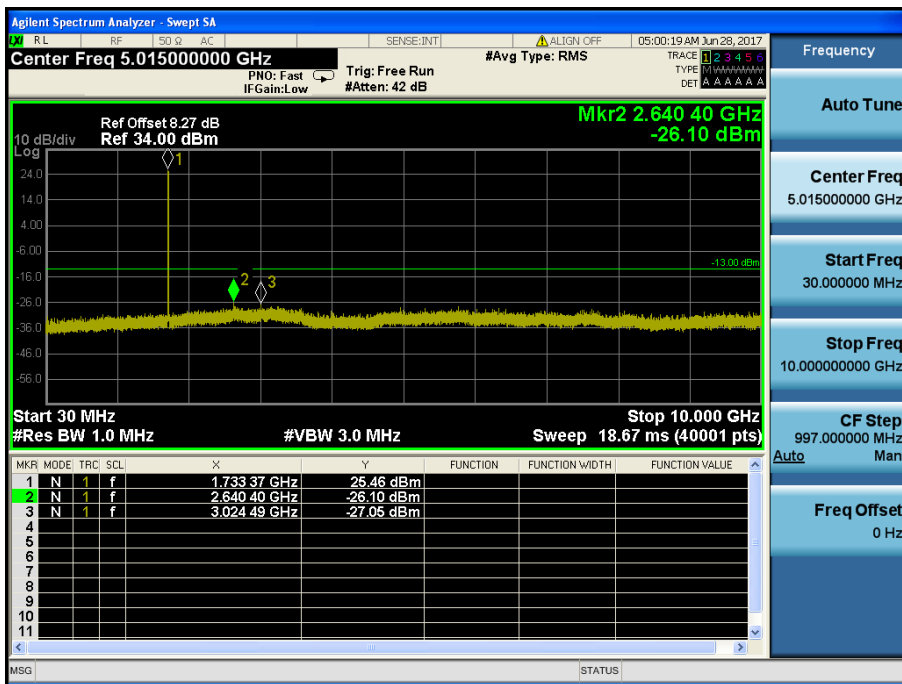 Agilent Spectrum Analyzer - Swept SA
LXI RL RF 50 Ω AC SENSE:INT ALIGN OFF 05:00:19 AM Jun 28, 2017
Center Freq 5.015000000 GHz
PNO: Fast
IFGain:Low
Trig: Free Run
#Atten: 42 dB
#Avg Type: RMS
TRACE 1 2 3 4 5 6
TYPE M WWWWW
DET A A A A A A
Mkr2 2.640 40 GHz
-26.10 dBm
Ref Offset 8.27 dB
10 dB/div Ref 34.00 dBm
Log
24.0
14.0
4.00
-6.00
-16.0
-26.0
-36.0
-46.0
-56.0
1
2
3
-13.00 dBm
Start 30 MHz Stop 10.000 GHz
#Res BW 1.0 MHz #VBW 3.0 MHz Sweep 18.67 ms (40001 pts)
MKR MODE TRC SCL X Y FUNCTION FUNCTION WIDTH FUNCTION VALUE
1 N 1 f 1.733 37 GHz 25.46 dBm
2 N 1 f 2.640 40 GHz -26.10 dBm
3 N 1 f 3.024 49 GHz -27.05 dBm
4
5
6
7
8
9
10
11
MSG STATUS
Frequency
Auto Tune
Center Freq
5.015000000 GHz
Start Freq
30.000000 MHz
Stop Freq
10.000000000 GHz
CF Step
997.000000 MHz
Auto Man
Freq Offset
0 Hz